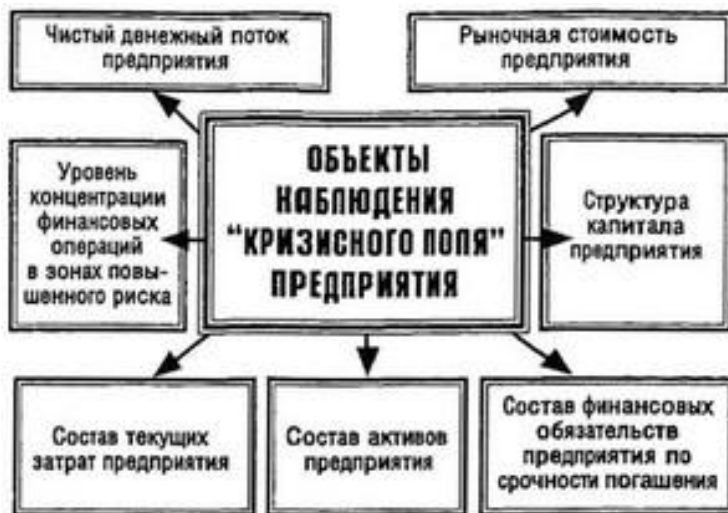 Чистый денежный поток
предприятия
Рыночная стоимость
предприятия
Уровень
концентрации
финансовых
операций
в зонах повы-
шенного риска
ОБЪЕКТЫ
НАБЛЮДЕНИЯ
"КРИЗИСНОГО ПОЛЯ"
ПРЕДПРИЯТИЯ
Структура
капитала
предприятия
Состав текущих
затрат предприятия
Состав активов
предприятия
Состав финансовых
обязательств
предприятия по
срочности погашения